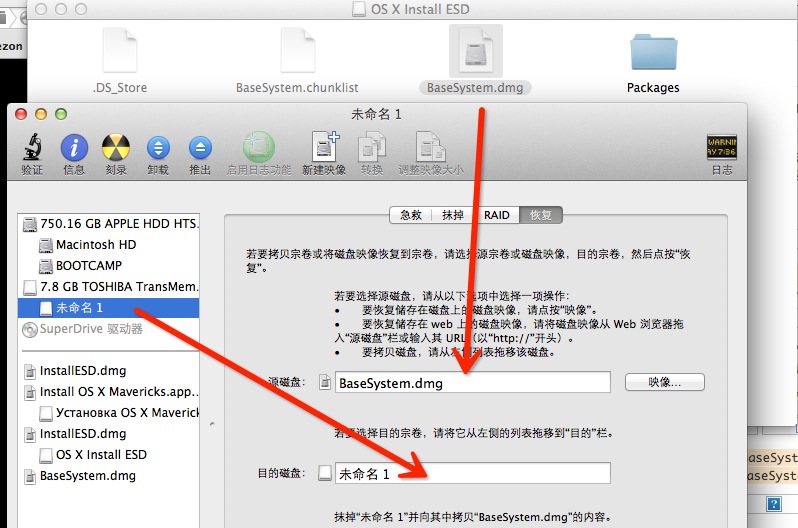 OS X Install ESD
ezon
.DS_Store
BaseSystem.chunklist
BaseSystem.dmg
Packages
未命名 1
验证
信息
刻录
卸载
推出
启用日志功能
新建映像
转换
调整映像大小
WARNIN
AY 7:36
日志
750.16 GB APPLE HDD HTS.
Macintosh HD
BOOTCAMP
7.8 GB TOSHIBA TransMem.
未命名 1
SuperDrive 驱动器
InstallESD.dmg
Install OS X Mavericks.app...
Установка OS X Maverick
InstallESD.dmg
OS X Install ESD
BaseSystem.dmg
急救
抹掉
RAID
恢复
若要拷贝宗卷或将磁盘映像恢复到宗卷，请选择源宗卷或磁盘映像，目的宗卷，然后点按“恢
复”。
若要选择源磁盘，请从以下选项中选择一项操作：
• 要恢复储存在磁盘上的磁盘映像，请点按“映像”。
• 要恢复储存在 web 上的磁盘映像，请将磁盘映像从 Web 浏览器拖
入“源磁盘”栏或输入其 URL（以“http://”开头）。
• 要拷贝磁盘，请从左侧列表拖移该磁盘。
源磁盘：
BaseSystem.dmg
映像...
若要选择目的宗卷，请将它从左侧的列表拖移到“目的”栏。
目的磁盘：
未命名 1
抹掉“未命名 1”并向其中拷贝“BaseSystem.dmg”的内容。
aseSyst
aseSyst
?